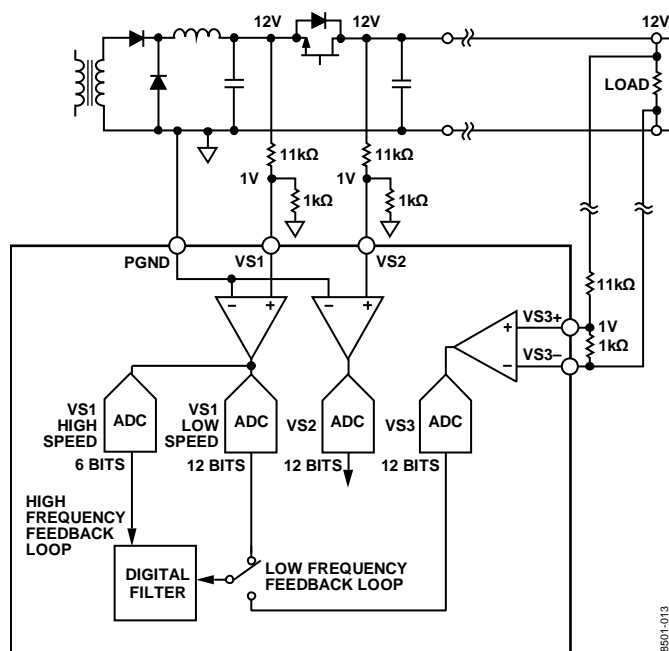 12V
12V
12V
LOAD
11kΩ
11kΩ
1V
1kΩ
1V
1kΩ
PGND
VS1
VS2
11kΩ
VS3+
1V
1kΩ
VS3–
–
+
–
+
+
–
VS1
HIGH
SPEED
ADC
VS1
LOW
SPEED
ADC
VS2
ADC
VS3
ADC
6 BITS
12 BITS
12 BITS
12 BITS
HIGH
FREQUENCY
FEEDBACK
LOOP
DIGITAL
FILTER
LOW FREQUENCY
FEEDBACK LOOP
8501-013